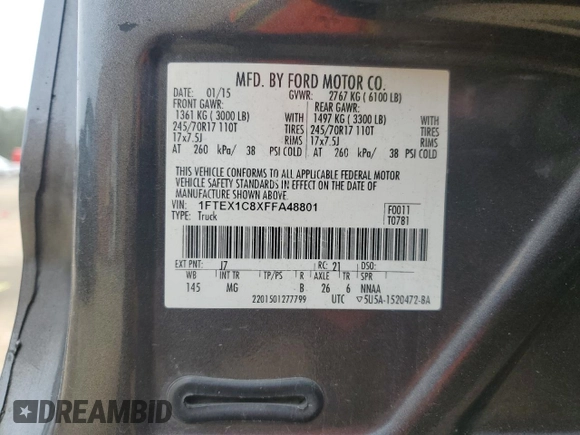 MFD. BY FORD MOTOR CO.
DATE: 01/15 GVWR: 2767 KG ( 6100 LB)
FRONT GAWR: REAR GAWR:
1361 KG ( 3000 LB) 1497 KG ( 3300 LB)
245/70R17 110T TIRES 245/70R17 110T TIRES
17x7.5J RIMS 17x7.5J RIMS
AT 260 kPa/ 38 PSI COLD AT 260 kPa/ 38 PSI COLD
THIS VEHICLE CONFORMS TO ALL APPLICABLE FEDERAL MOTOR
VEHICLE SAFETY STANDARDS IN EFFECT ON THE DATE OF
MANUFACTURE SHOWN ABOVE.
VIN: 1FTEX1C8XFFA48801 F0011
TYPE: Truck T0781
EXT PNT: J7 RC: 21 DSO:
WB INT TR TP/PS R AXLE TR SPR
145 MG B 26 6 NNAA
2201501277799 UTC ▽5U5A-1520472-BA
DREAMBID